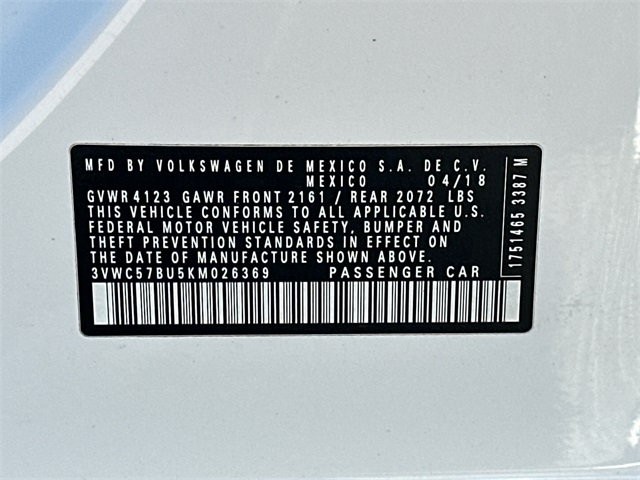 MFD BY VOLKSWAGEN DE MEXICO S.A. DE C.V.
MEXICO 04/18
GVWR 4123 GAWR FRONT 2161 / REAR 2072 LBS
THIS VEHICLE CONFORMS TO ALL APPLICABLE U.S.
FEDERAL MOTOR VEHICLE SAFETY, BUMPER AND
THEFT PREVENTION STANDARDS IN EFFECT
ON THE DATE OF MANUFACTURE SHOWN ABOVE.
3VWC57BU5KM026369 PASSENGER CAR
1751465 3387 M